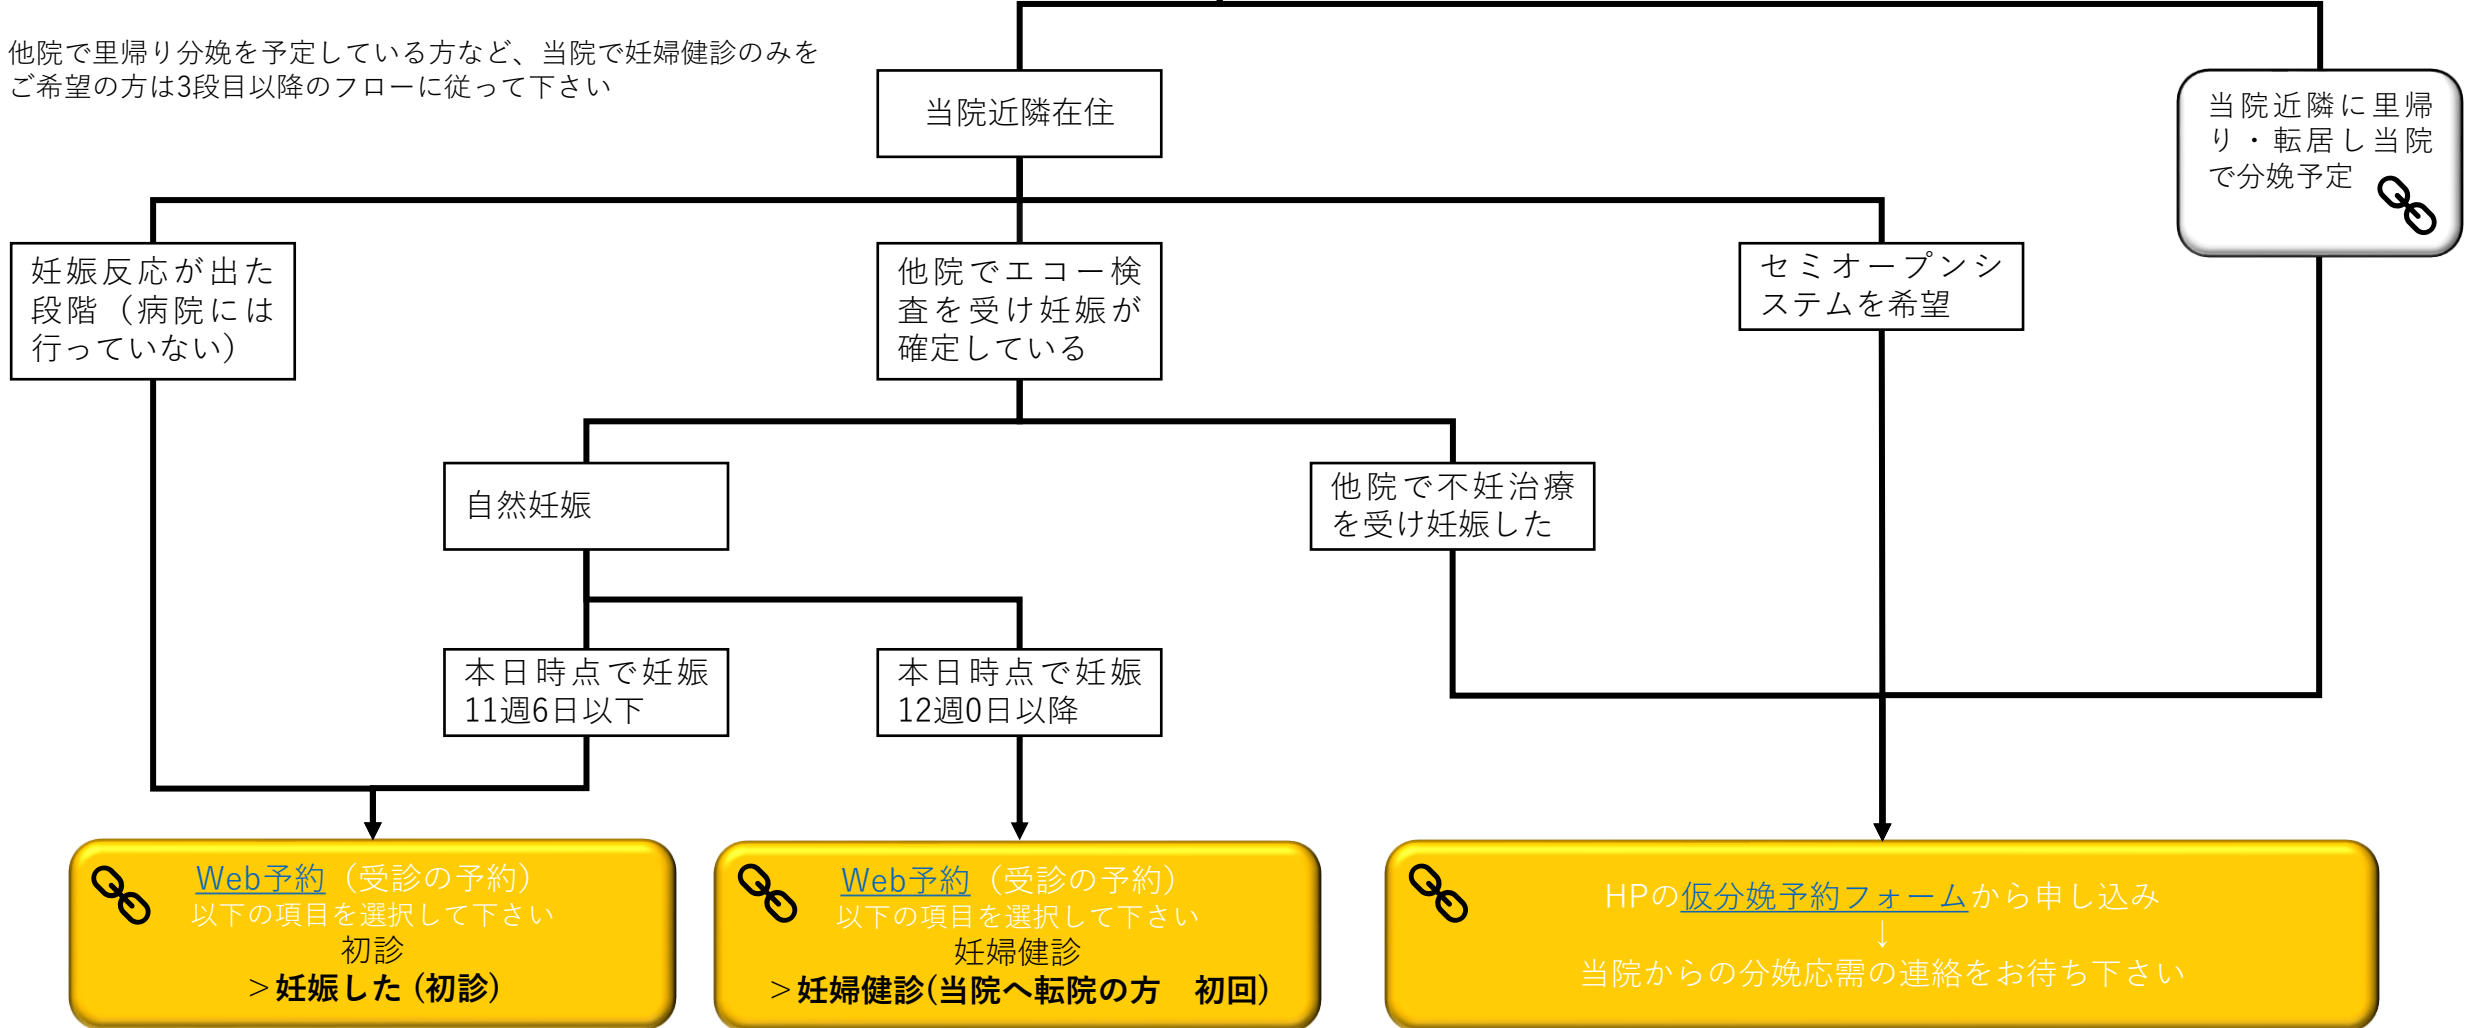 他院で里帰り分娩を予定している方など、当院で妊婦健診のみを
ご希望の方は3段目以降のフローに従って下さい
当院近隣在住
当院近隣に里帰
り・転居し当院
で分娩予定
妊娠反応が出た
段階（病院には
行っていない）
他院でエコー検
査を受け妊娠が
確定している
セミオープンシ
ステムを希望
自然妊娠
他院で不妊治療
を受け妊娠した
本日時点で妊娠
11週6日以下
本日時点で妊娠
12週0日以降
Web予約（受診の予約）
以下の項目を選択して下さい
初診
＞妊娠した (初診)
Web予約（受診の予約）
以下の項目を選択して下さい
妊婦健診
＞妊婦健診(当院へ転院の方　初回)
HPの仮分娩予約フォームから申し込み
↓
当院からの分娩応需の連絡をお待ち下さい